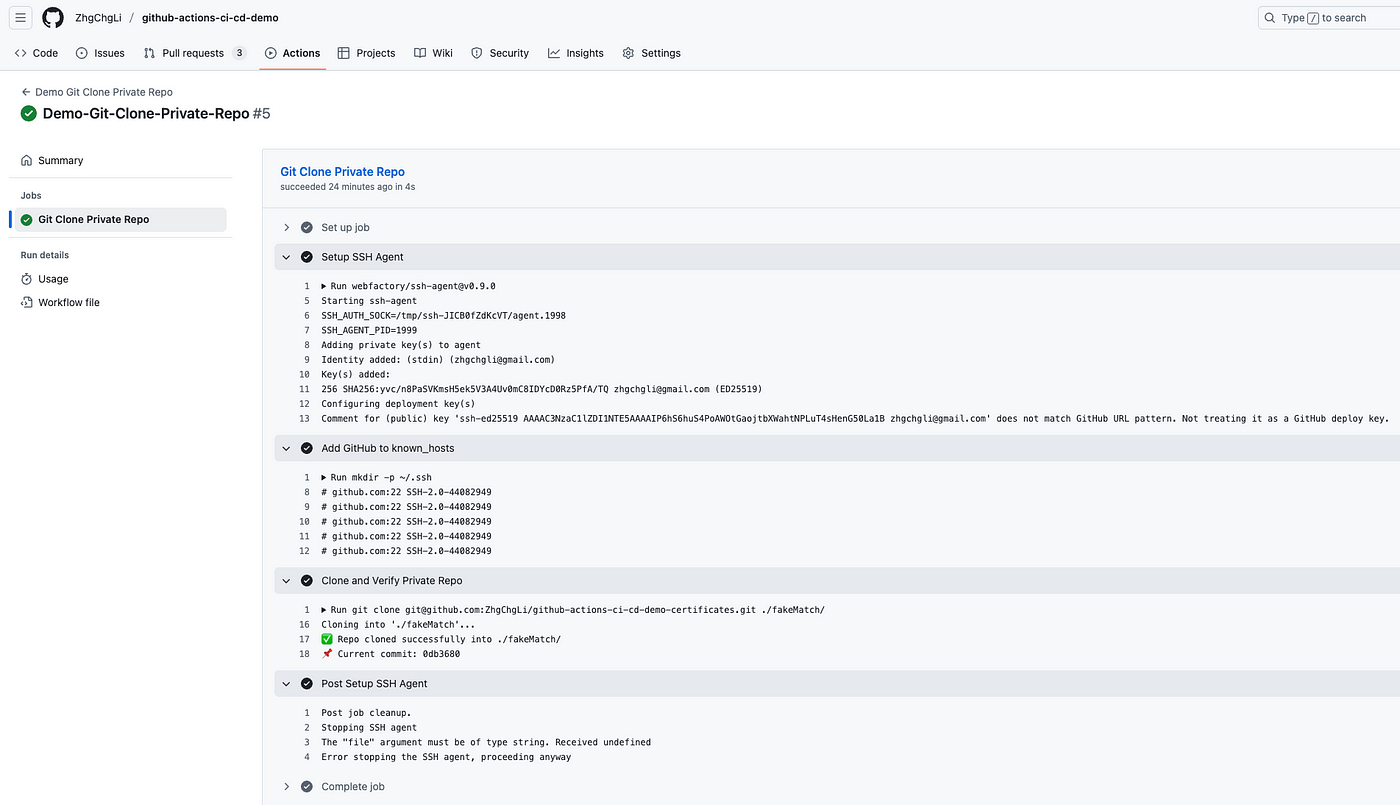 ZhgChgLi / github-actions-ci-cd-demo
Type / to search
Code Issues Pull requests 3 Actions Projects Wiki Security Insights Settings
← Demo Git Clone Private Repo
Demo-Git-Clone-Private-Repo #5
Summary
Jobs
Git Clone Private Repo
Run details
Usage
Workflow file
Git Clone Private Repo
succeeded 24 minutes ago in 4s
Set up job
Setup SSH Agent
1 ▶ Run webfactory/ssh-agent@v0.9.0
5 Starting ssh-agent
6 SSH_AUTH_SOCK=/tmp/ssh-JICB0fZdKcVT/agent.1998
7 SSH_AGENT_PID=1999
8 Adding private key(s) to agent
9 Identity added: (stdin) (zhgchgli@gmail.com)
10 Key(s) added:
11 256 SHA256:yvc/n8PaSVKmsH5ek5V3A4Uv0mC8IDYcD0Rz5PfA/TQ zhgchgli@gmail.com (ED25519)
12 Configuring deployment key(s)
13 Comment for (public) key 'ssh-ed25519 AAAAC3NzaC1lZDI1NTE5AAAAIP6hS6huS4PoAWOtGaojtbXWahtNPLuT4sHenG50La1B zhgchgli@gmail.com' does not match GitHub URL pattern. Not treating it as a GitHub deploy key.
Add GitHub to known_hosts
1 ▶ Run mkdir -p ~/.ssh
8 # github.com:22 SSH-2.0-44082949
9 # github.com:22 SSH-2.0-44082949
10 # github.com:22 SSH-2.0-44082949
11 # github.com:22 SSH-2.0-44082949
12 # github.com:22 SSH-2.0-44082949
Clone and Verify Private Repo
1 ▶ Run git clone git@github.com:ZhgChgLi/github-actions-ci-cd-demo-certificates.git ./fakeMatch/
16 Cloning into './fakeMatch'...
17 ✅ Repo cloned successfully into ./fakeMatch/
18 📌 Current commit: 0db3680
Post Setup SSH Agent
1 Post job cleanup.
2 Stopping SSH agent
3 The "file" argument must be of type string. Received undefined
4 Error stopping the SSH agent, proceeding anyway
Complete job